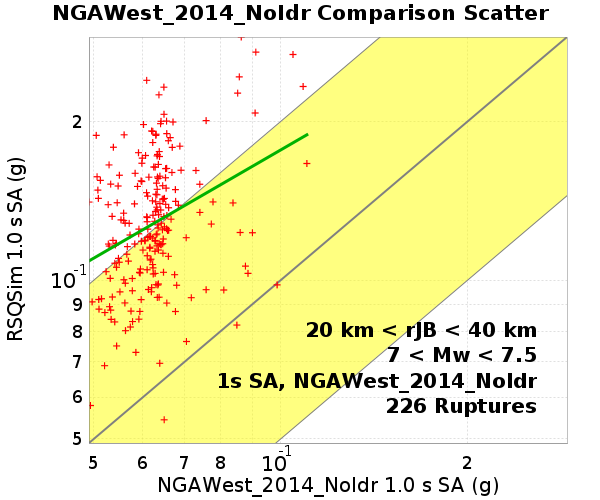 NGAWest_2014_NoIdr Comparison Scatter
RSQSim 1.0 s SA (g)
2
10-1
9
8
7
6
5
20 km < rJB < 40 km
7 < Mw < 7.5
1s SA, NGAWest_2014_NoIdr
226 Ruptures
5 6 7 8 10-1 2
NGAWest_2014_NoIdr 1.0 s SA (g)